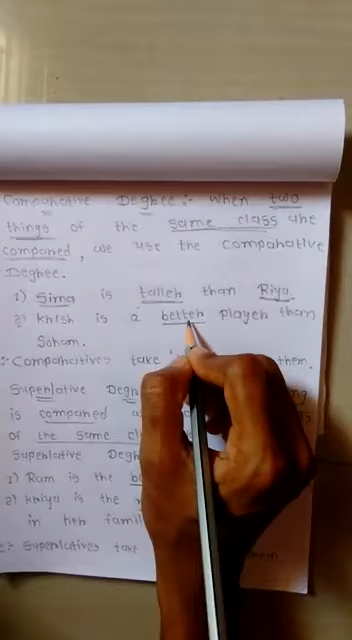 Comparative Degree :- When two
things of the same class are
compared, we use the comparative
Degree.
1) Sima is taller than Riya.
2) Krish is a better player than
Soham.
:- Comparatives take them.
Superlative
is compared
of the same
Superlative
1) Ram is the
2) Kriya is the
in her
:- Superlatives take